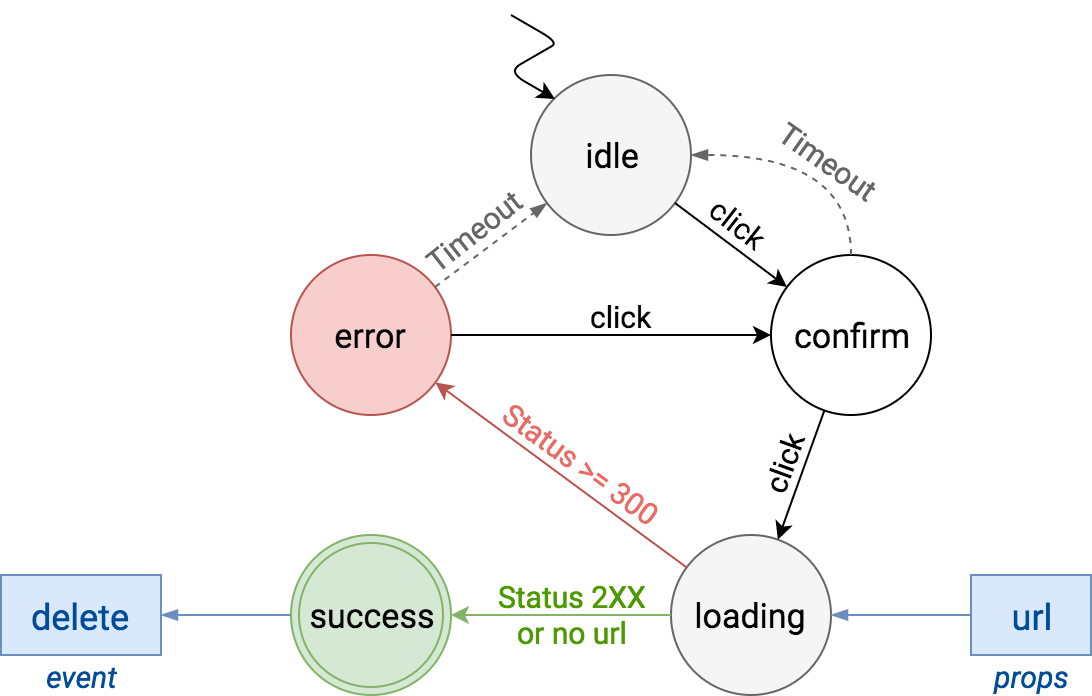 idle
Timeout
Timeout
click
error
click
confirm
Status >= 300
click
delete
success
Status 2XX
or no url
loading
url
event
props